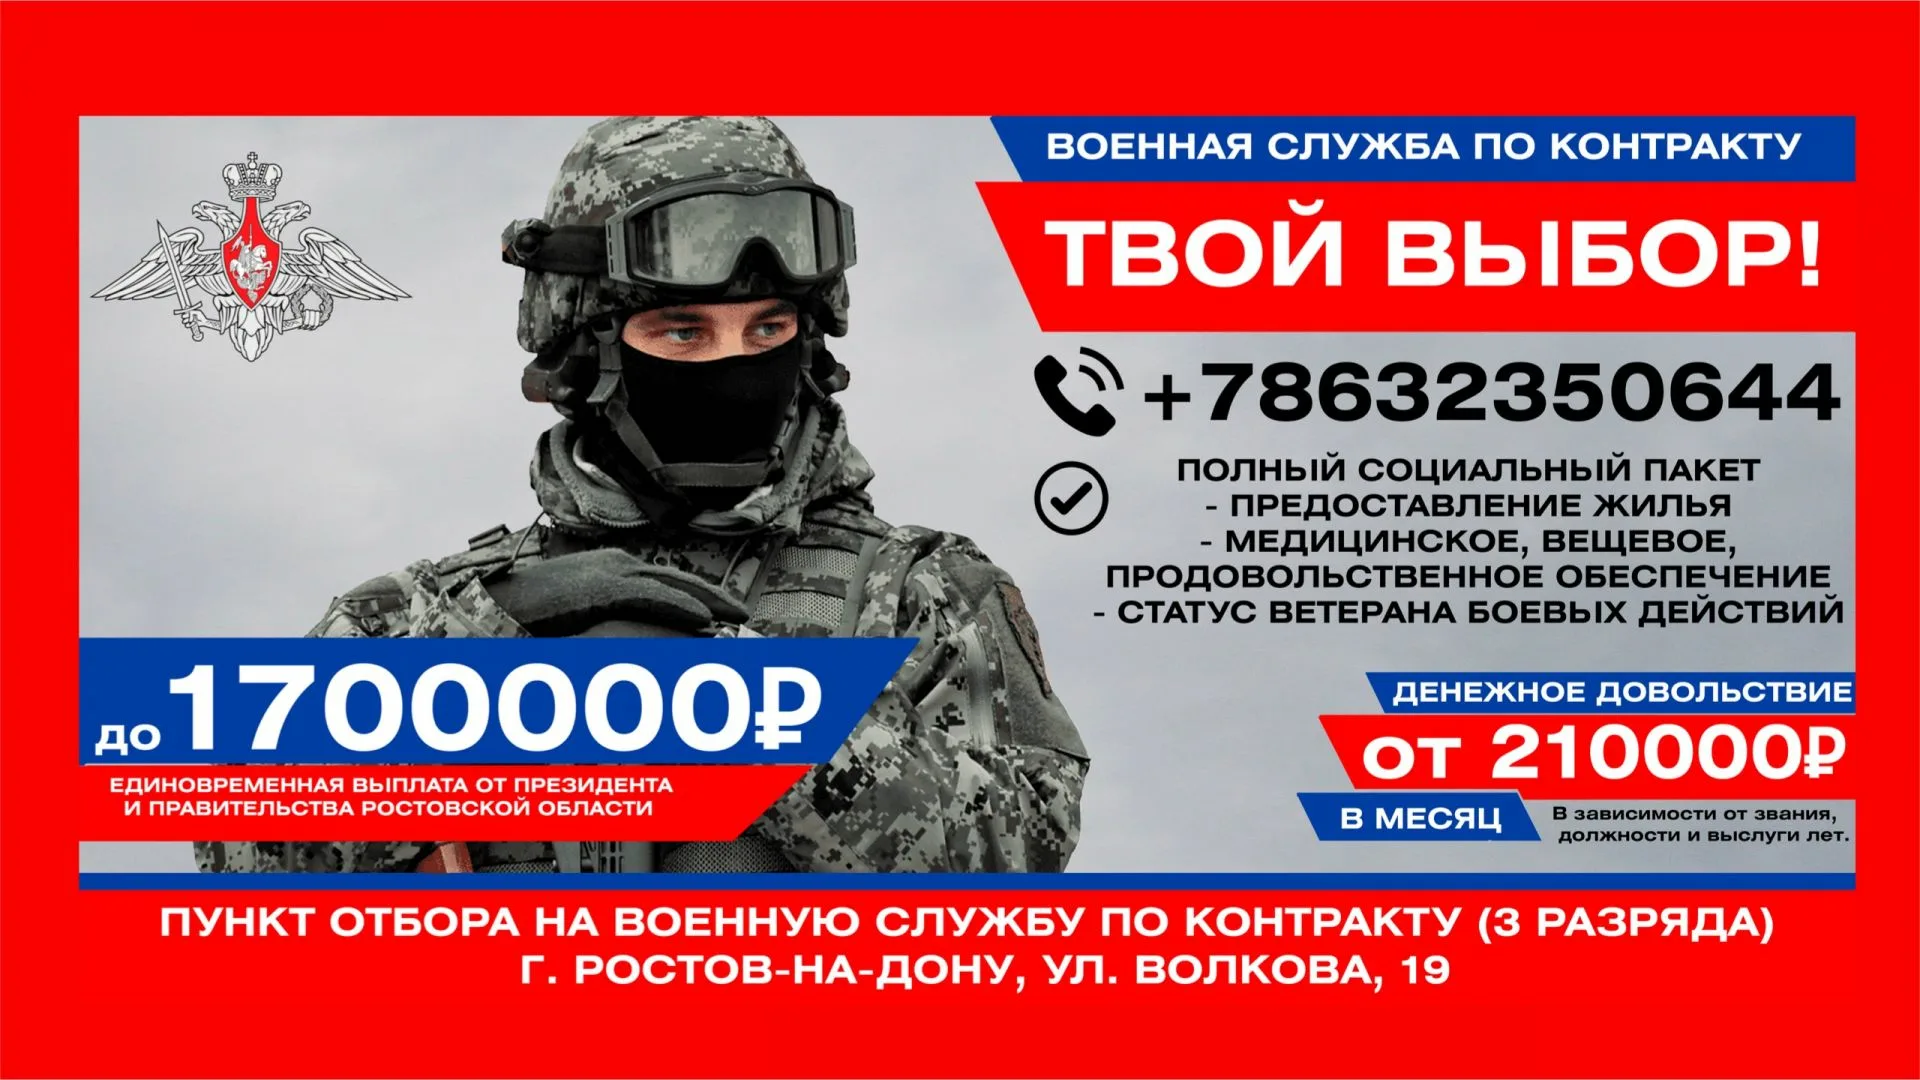 ВОЕННАЯ СЛУЖБА ПО КОНТРАКТУ
ТВОЙ ВЫБОР!
+78632350644
ПОЛНЫЙ СОЦИАЛЬНЫЙ ПАКЕТ
- ПРЕДОСТАВЛЕНИЕ ЖИЛЬЯ
- МЕДИЦИНСКОЕ, ВЕЩЕВОЕ,
ПРОДОВОЛЬСТВЕННОЕ ОБЕСПЕЧЕНИЕ
- СТАТУС ВЕТЕРАНА БОЕВЫХ ДЕЙСТВИЙ
до 1700000₽
ЕДИНОВРЕМЕННАЯ ВЫПЛАТА ОТ ПРЕЗИДЕНТА
И ПРАВИТЕЛЬСТВА РОСТОВСКОЙ ОБЛАСТИ
ДЕНЕЖНОЕ ДОВОЛЬСТВИЕ
от 210000₽
В МЕСЯЦ
В зависимости от звания,
должности и выслуги лет.
ПУНКТ ОТБОРА НА ВОЕННУЮ СЛУЖБУ ПО КОНТРАКТУ (3 РАЗРЯДА)
Г. РОСТОВ-НА-ДОНУ, УЛ. ВОЛКОВА, 19